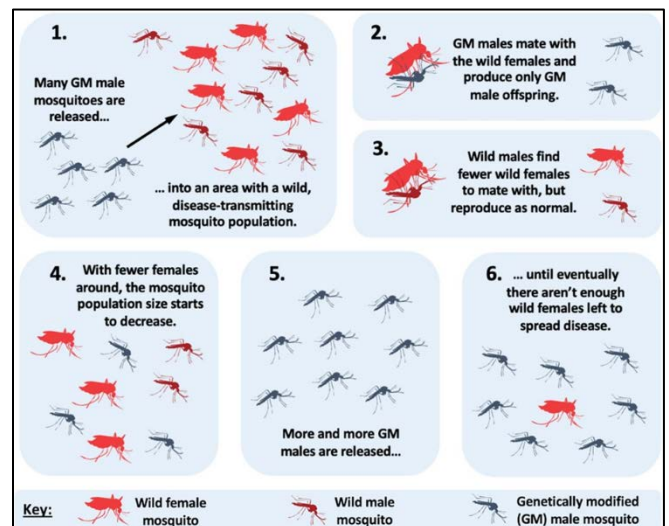 1.
Many GM male
mosquitoes are
released…
… into an area with a wild,
disease-transmitting
mosquito population.
2.
GM males mate with
the wild females and
produce only GM
male offspring.
3.
Wild males find
fewer wild females
to mate with, but
reproduce as normal.
4.
With fewer females
around, the mosquito
population size starts
to decrease.
5.
More and more GM
males are released…
6.
… until eventually
there aren’t enough
wild females left to
spread disease.
Key:
Wild female
mosquito
Wild male
mosquito
Genetically modified
(GM) male mosquito